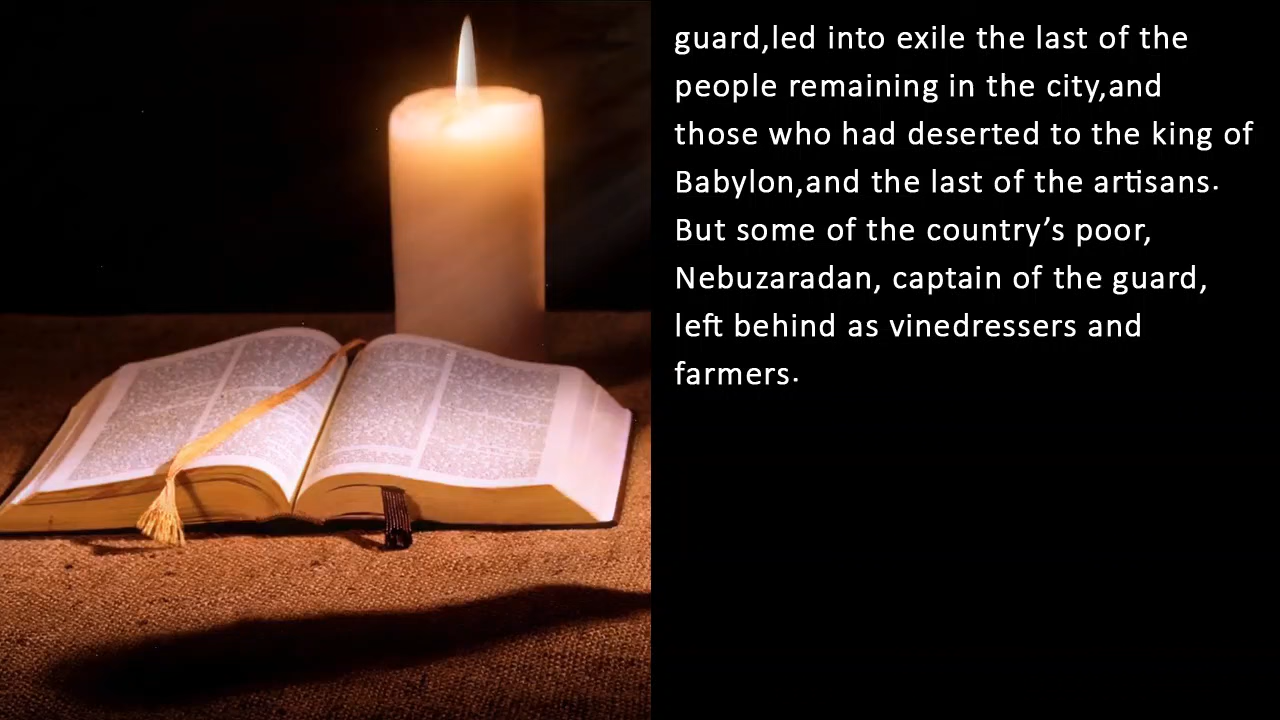 guard,led into exile the last of the
people remaining in the city,and
those who had deserted to the king of
Babylon,and the last of the artisans.
But some of the country’s poor,
Nebuzaradan, captain of the guard,
left behind as vinedressers and
farmers.